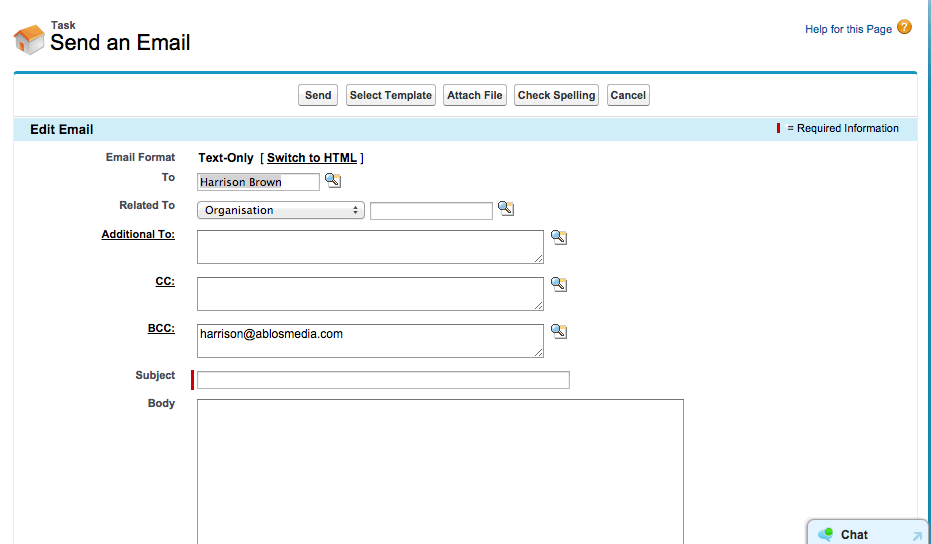 Task
Send an Email
Help for this Page ?
Send Select Template Attach File Check Spelling Cancel
Edit Email
= Required Information
Email Format Text-Only [ Switch to HTML ]
To Harrison Brown
Related To Organisation
Additional To:
CC:
BCC: harrison@ablosmedia.com
Subject
Body
Chat